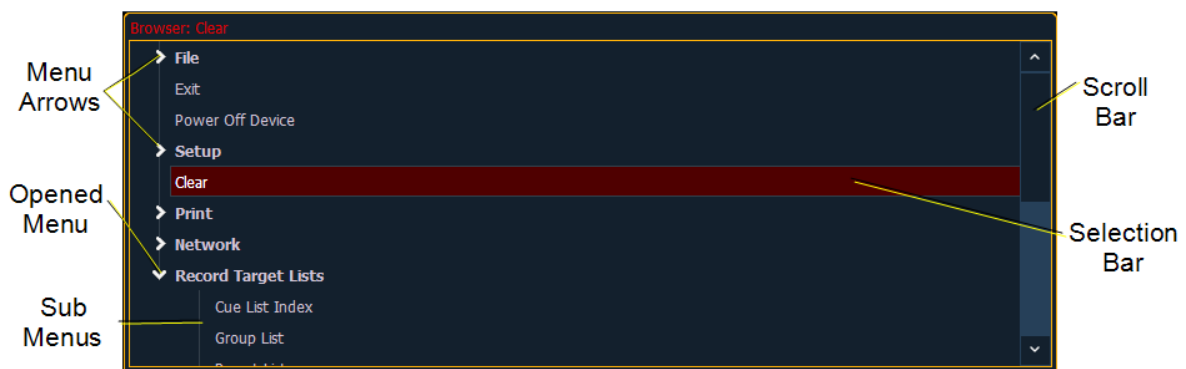 Browser: Clear
File
Exit
Power Off Device
Setup
Clear
Print
Network
Record Target Lists
Cue List Index
Group List
Menu
Arrows
Opened
Menu
Sub
Menus
Scroll
Bar
Selection
Bar